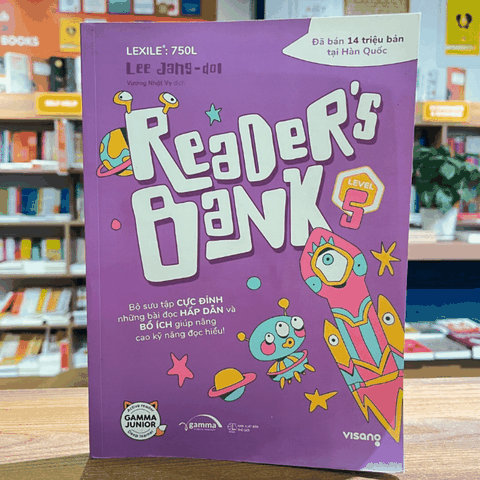 LEXILE®: 750L
Đã bán 14 triệu bản
tại Hàn Quốc
Lee Jang-dol
Vương Nhật Vy dịch
READER'S
BANK
LEVEL
5
Bộ sưu tập CỰC ĐỈNH
những bài đọc HẤP DẪN và
BỔ ÍCH giúp nâng
cao kỹ năng đọc hiểu!
GAMMA
JUNIOR
gamma
visang
BOOKS